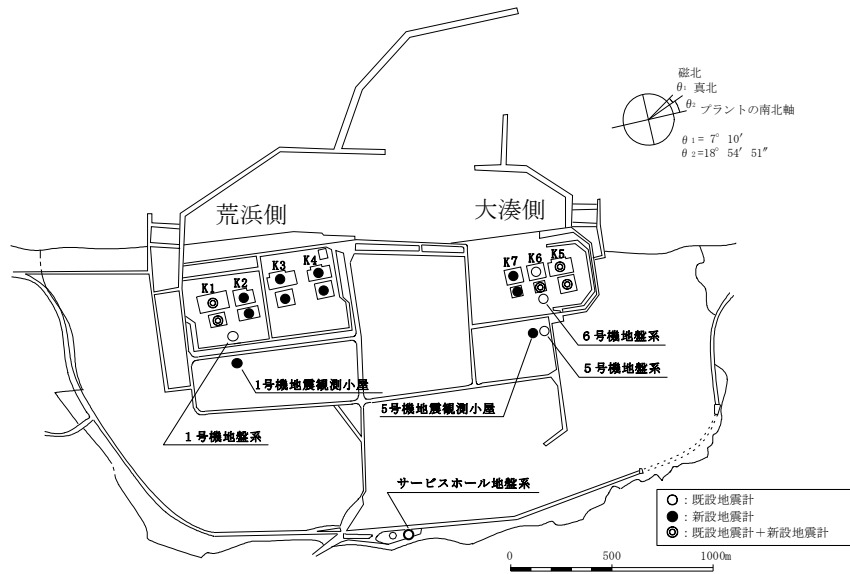 磁北
θ₁ 真北
θ₂ プラントの南北軸
θ₁= 7° 10′
θ₂=18° 54′ 51″
荒浜側
大湊側
K1
K2
K3
K4
K7
K6
K5
6号機地盤系
5号機地盤系
1号機地震観測小屋
5号機地震観測小屋
1号機地盤系
サービスホール地盤系
○：既設地震計
●：新設地震計
◎：既設地震計＋新設地震計
0 500 1000m